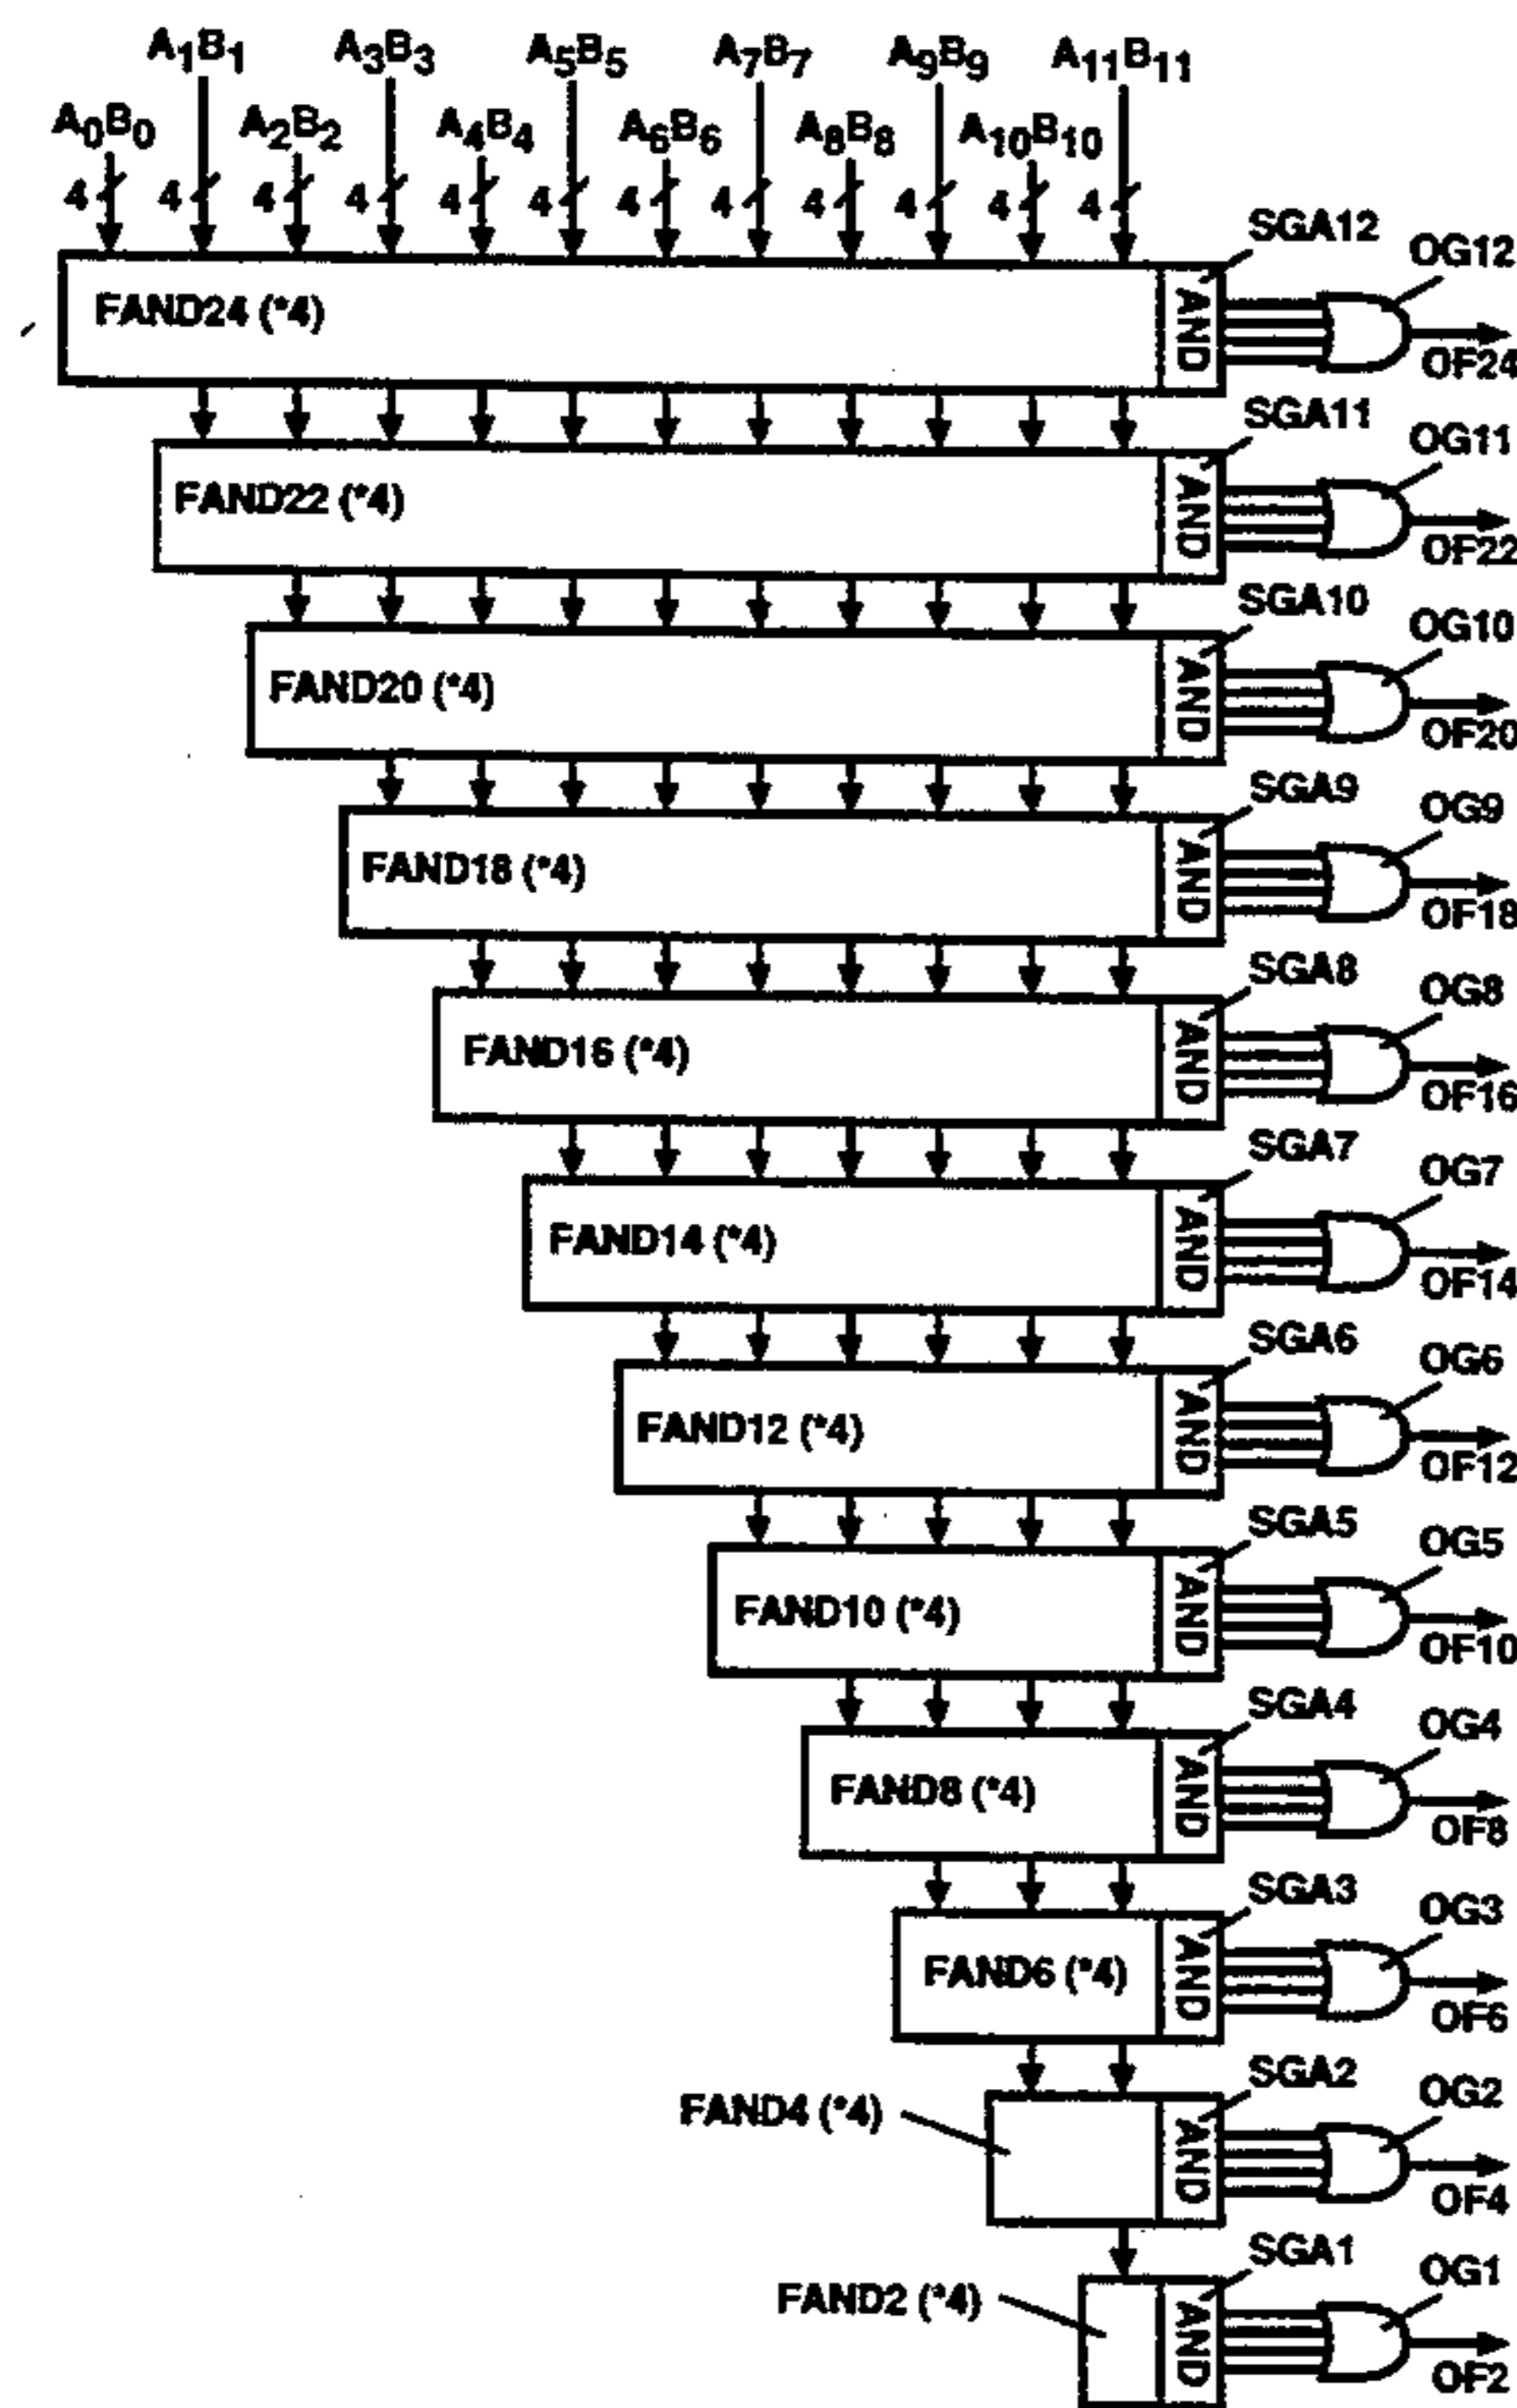 A1B1 A3B3 A5B5 A7B7 A9B9 A11B11
A0B0 A2B2 A4B4 A6B6 A8B8 A10B10
4 4 4 4 4 4 4 4 4 4 4 4
SGA12
OG12
FAND24 (*4)
AND
OF24
SGA11
OG11
FAND22 (*4)
AND
OF22
SGA10
OG10
FAND20 (*4)
AND
OF20
SGA9
OG9
FAND18 (*4)
AND
OF18
SGA8
OG8
FAND16 (*4)
AND
OF16
SGA7
OG7
FAND14 (*4)
AND
OF14
SGA6
OG6
FAND12 (*4)
AND
OF12
SGA5
OG5
FAND10 (*4)
AND
OF10
SGA4
OG4
FAND8 (*4)
AND
OF8
SGA3
OG3
FAND6 (*4)
AND
OF6
SGA2
OG2
FAND4 (*4)
AND
OF4
SGA1
OG1
FAND2 (*4)
AND
OF2